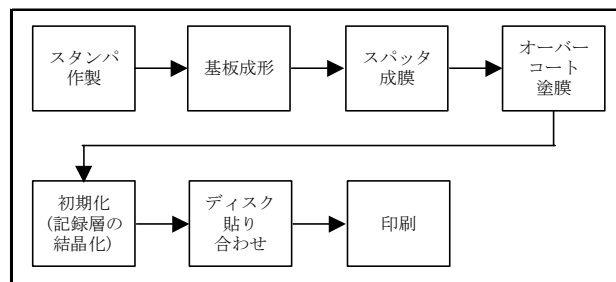 スタンパ
作製
基板成形
スパッタ
成膜
オーバー
コート
塗膜
初期化
(記録層の
結晶化)
ディスク
貼り
合わせ
印刷